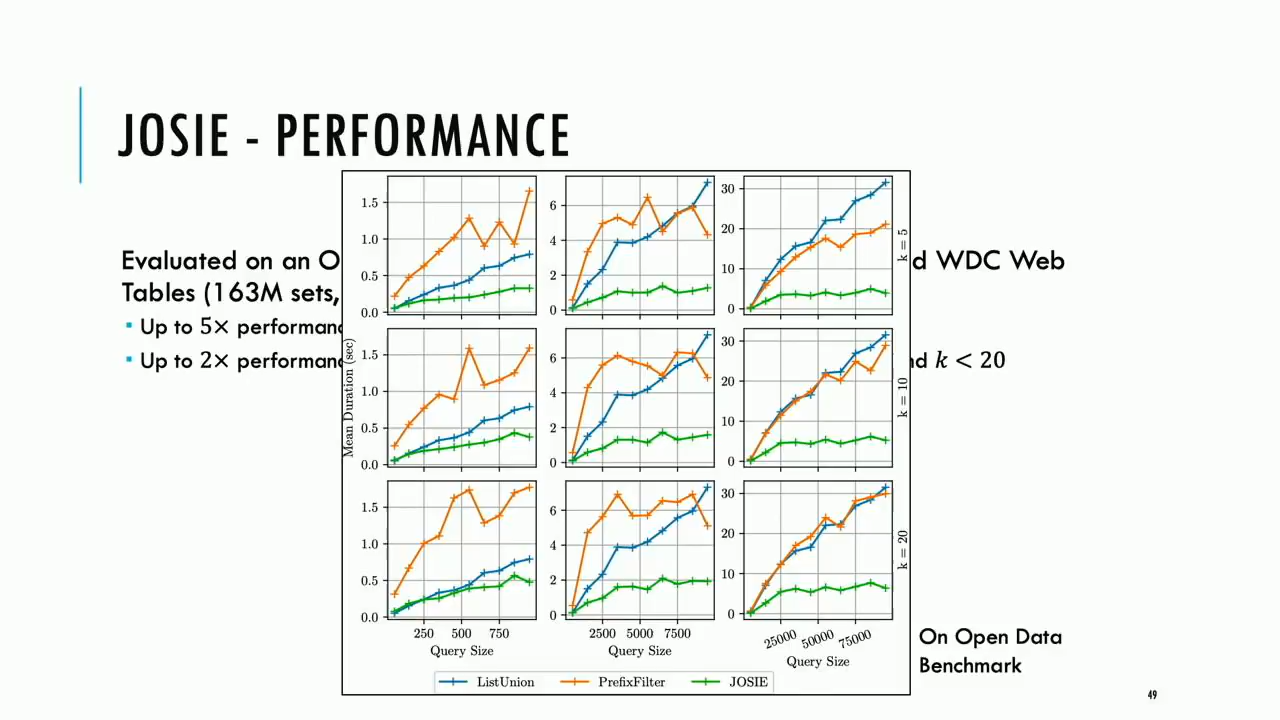 JOSIE - PERFORMANCE
Evaluated on an O
d WDC Web
Tables (163M sets,
Up to 5× performanc
Up to 2× performanc
nd k < 20
Mean Duration (sec)
1.5
1.0
0.5
0.0
6
4
2
0
30
20
10
0
k = 5
1.5
1.0
0.5
0.0
6
4
2
0
30
20
10
0
k = 10
1.5
1.0
0.5
0.0
6
4
2
0
30
20
10
0
k = 20
250 500 750
2500 5000 7500
25000 50000 75000
Query Size
Query Size
Query Size
ListUnion PrefixFilter JOSIE
On Open Data
Benchmark
49